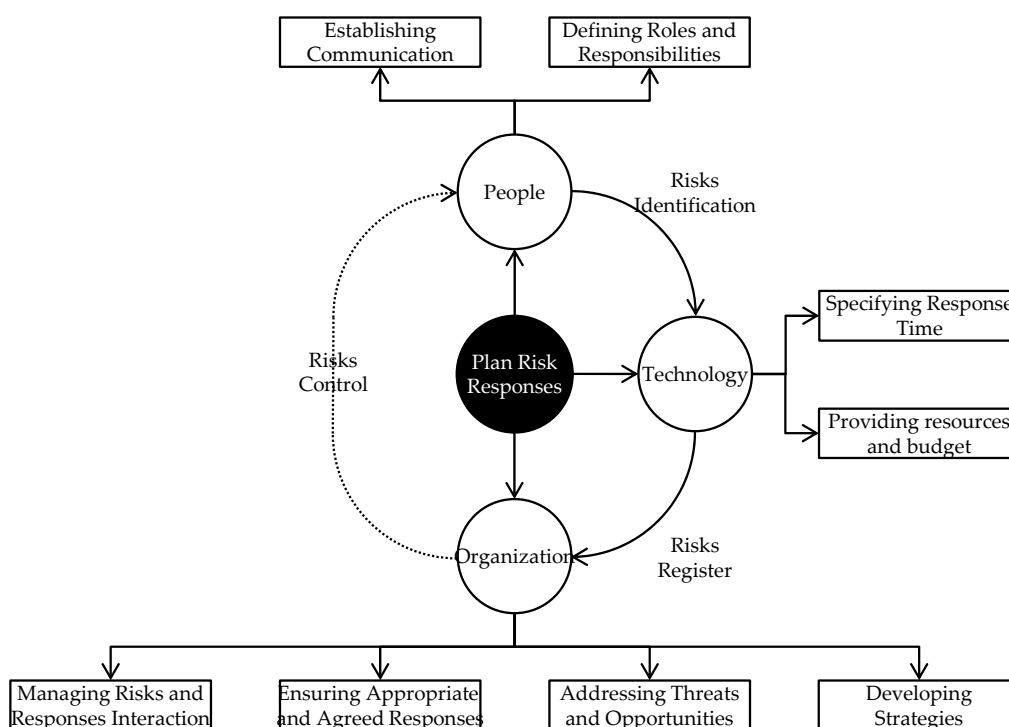 Establishing
Communication
Defining Roles and
Responsibilities
People
Risks
Identification
Specifying Response
Time
Risks
Control
Plan Risk
Responses
Technology
Providing resources
and budget
Organization
Risks
Register
Managing Risks and
Responses Interaction
Ensuring Appropriate
and Agreed Responses
Addressing Threats
and Opportunities
Developing
Strategies